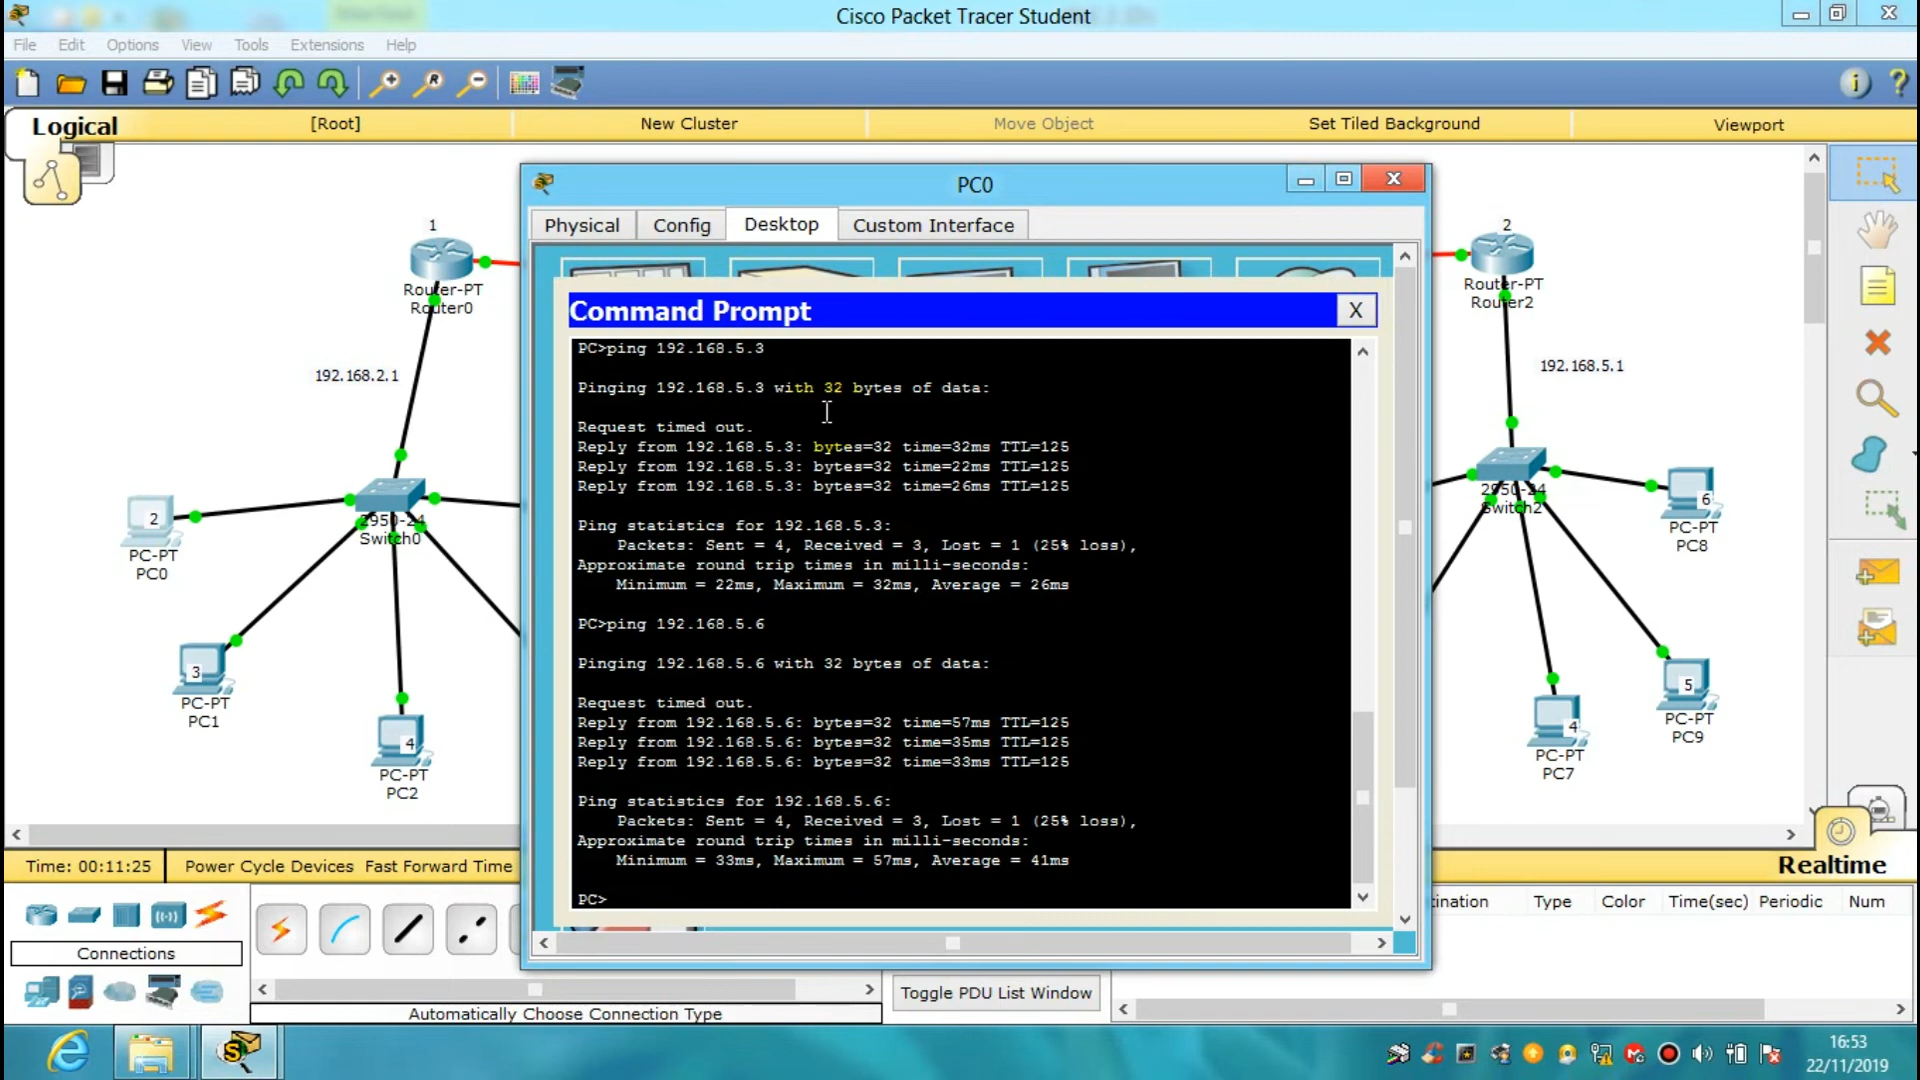 Cisco Packet Tracer Student
File Edit Options View Tools Extensions Help
Logical [Root] New Cluster Move Object Set Tiled Background Viewport
PC0
Physical Config Desktop Custom Interface
Command Prompt X
PC>ping 192.168.5.3
Pinging 192.168.5.3 with 32 bytes of data:
Request timed out.
Reply from 192.168.5.3: bytes=32 time=32ms TTL=125
Reply from 192.168.5.3: bytes=32 time=22ms TTL=125
Reply from 192.168.5.3: bytes=32 time=26ms TTL=125
Ping statistics for 192.168.5.3:
Packets: Sent = 4, Received = 3, Lost = 1 (25% loss),
Approximate round trip times in milli-seconds:
Minimum = 22ms, Maximum = 32ms, Average = 26ms
PC>ping 192.168.5.6
Pinging 192.168.5.6 with 32 bytes of data:
Request timed out.
Reply from 192.168.5.6: bytes=32 time=57ms TTL=125
Reply from 192.168.5.6: bytes=32 time=35ms TTL=125
Reply from 192.168.5.6: bytes=32 time=33ms TTL=125
Ping statistics for 192.168.5.6:
Packets: Sent = 4, Received = 3, Lost = 1 (25% loss),
Approximate round trip times in milli-seconds:
Minimum = 33ms, Maximum = 57ms, Average = 41ms
PC>
1
Router-PT
Router0
192.168.2.1
2950-24
Switch0
2
PC-PT
PC0
3
PC-PT
PC1
4
PC-PT
PC2
2
Router-PT
Router2
192.168.5.1
2950-24
Switch2
6
PC-PT
PC8
5
PC-PT
PC9
4
PC-PT
PC7
Time: 00:11:25 Power Cycle Devices Fast Forward Time
Realtime
Connections
Automatically Choose Connection Type
Toggle PDU List Window
ination Type Color Time(sec) Periodic Num
16:53
22/11/2019